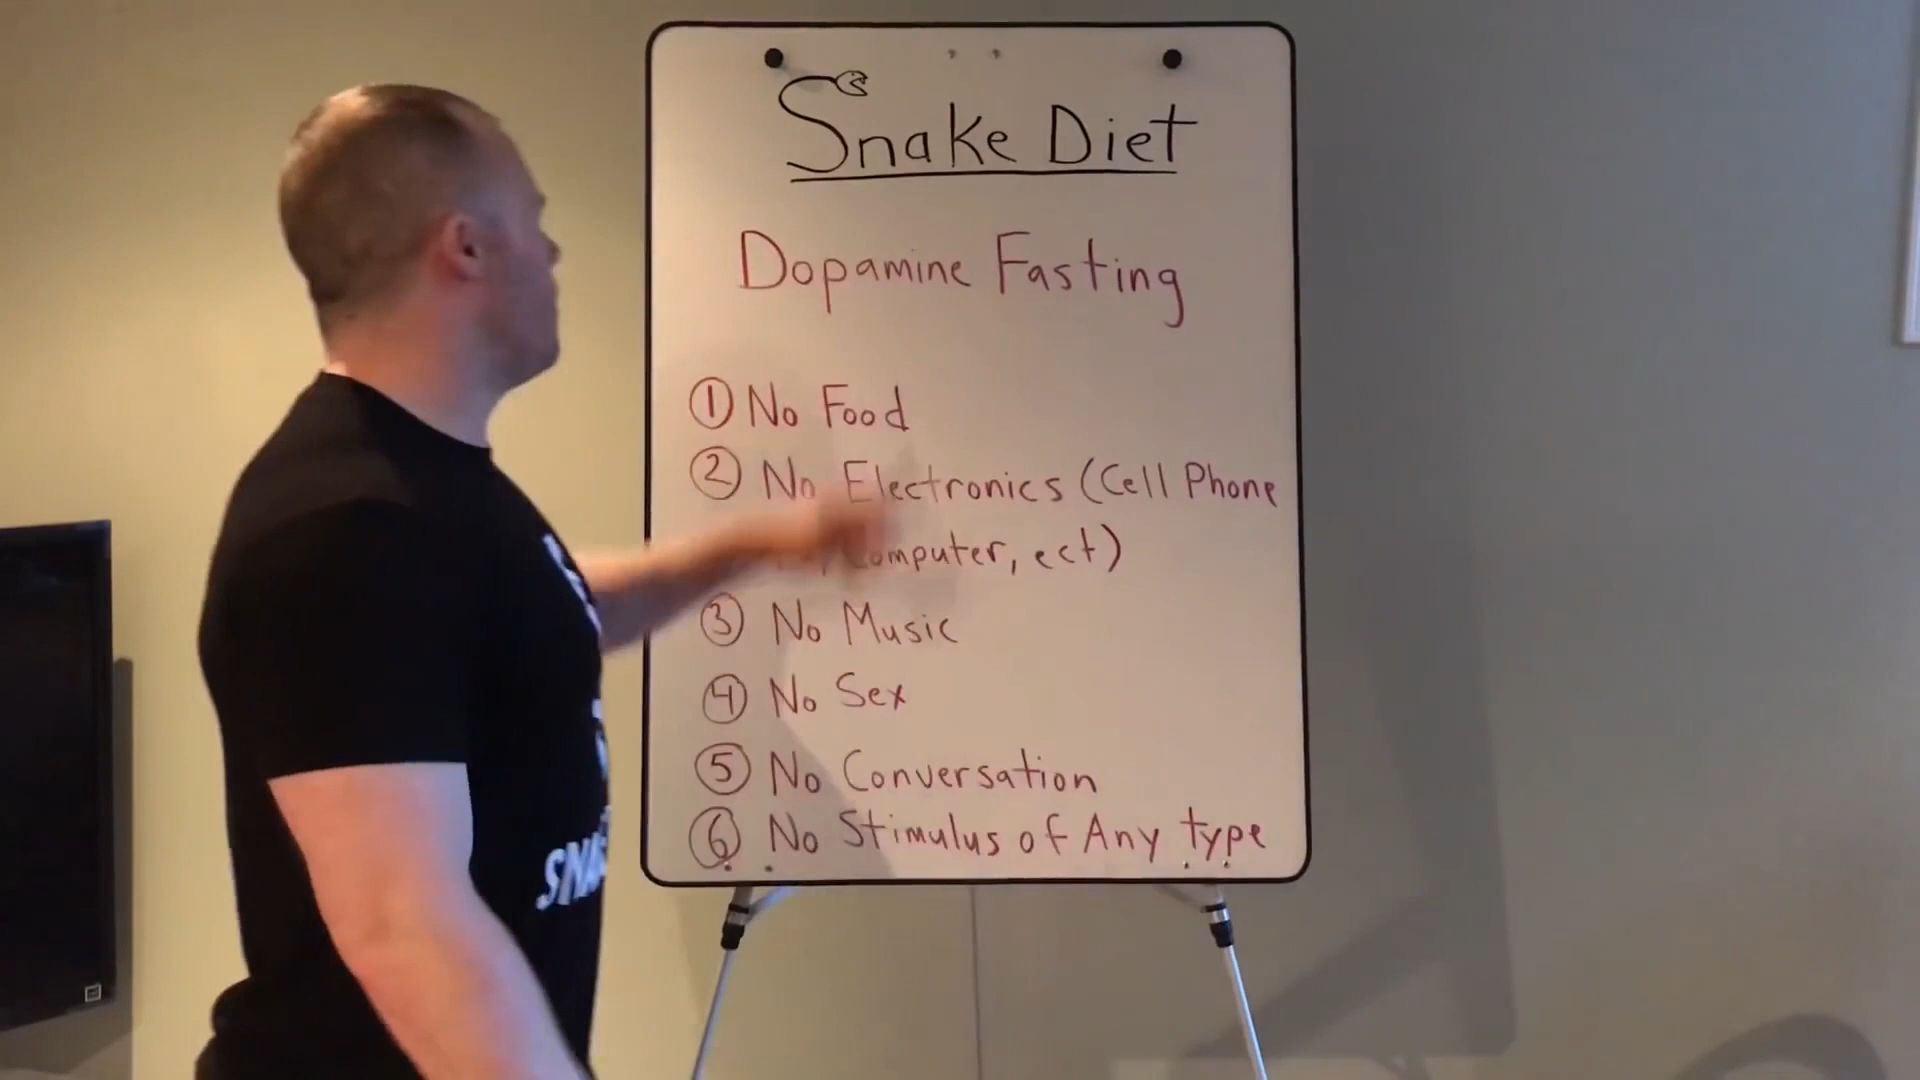 Snake Diet
Dopamine Fasting
① No Food
② No Electronics (Cell Phone
Computer, ect)
③ No Music
④ No Sex
⑤ No Conversation
⑥ No Stimulus of Any type